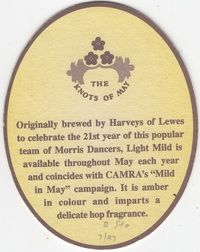 THE
KNOTS OF MAY
Originally brewed by Harveys of Lewes
to celebrate the 21st year of this popular
team of Morris Dancers, Light Mild is
available throughout May each year
and coincides with CAMRA's "Mild
in May" campaign. It is amber
in colour and imparts a
delicate hop fragrance.